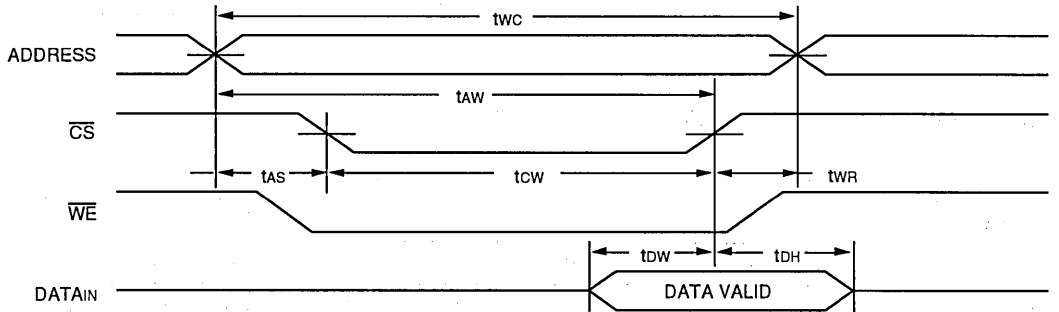 tWC
ADDRESS
tAW
CS
tAS
tCW
tWR
WE
tDW
tDH
DATAIN
DATA VALID